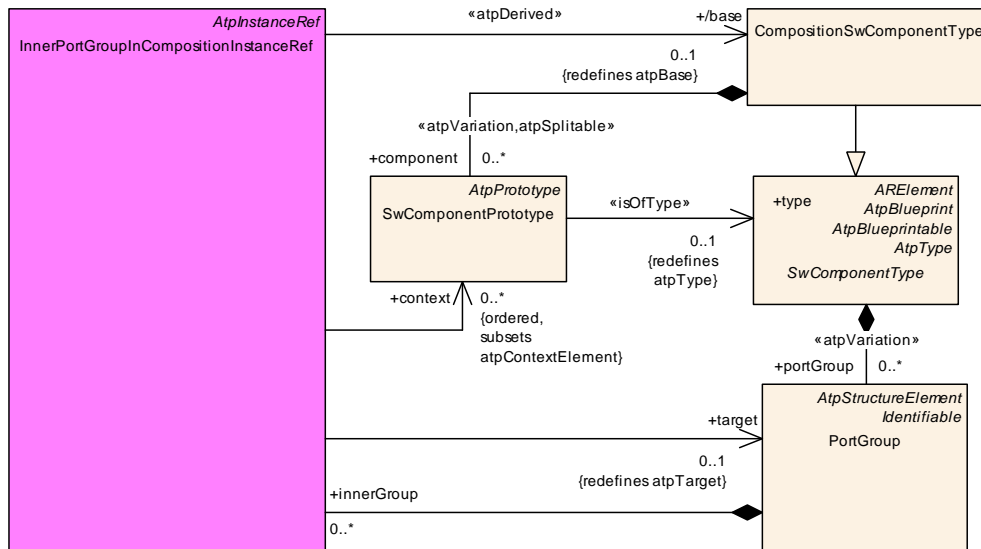 AtpInstanceRef
InnerPortGroupInCompositionInstanceRef
«atpDerived»
+/base
0..1
{redefines atpBase}
CompositionSwComponentType
«atpVariation,atpSplitable»
+component
0..*
AtpPrototype
SwComponentPrototype
«isOfType»
+type
0..1
{redefines
atpType}
ARElement
AtpBlueprint
AtpBlueprintable
AtpType
SwComponentType
+context
0..*
{ordered,
subsets
atpContextElement}
«atpVariation»
+portGroup
0..*
AtpStructureElement
Identifiable
PortGroup
+target
0..1
{redefines atpTarget}
+innerGroup
0..*